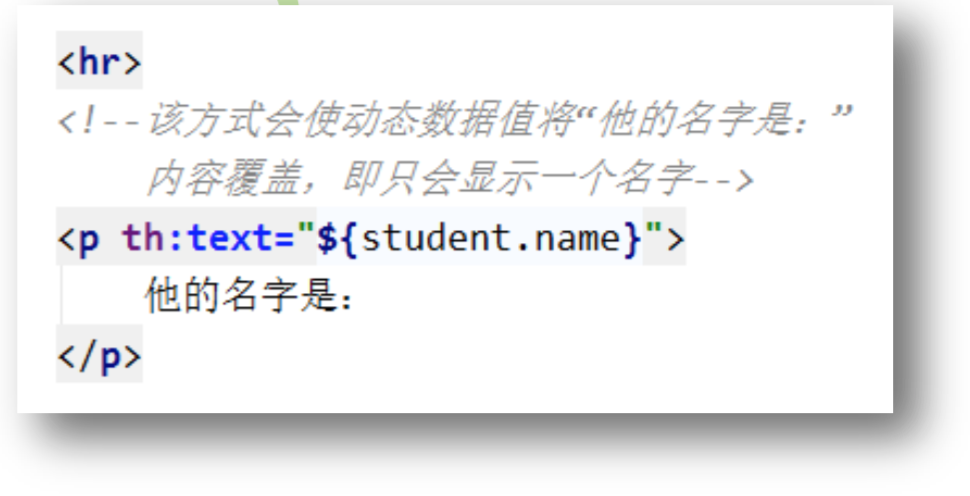 <hr>
<!--该方式会使动态数据值将“他的名字是：”
内容覆盖，即只会显示一个名字-->
<p th:text="${student.name}">
他的名字是：
</p>